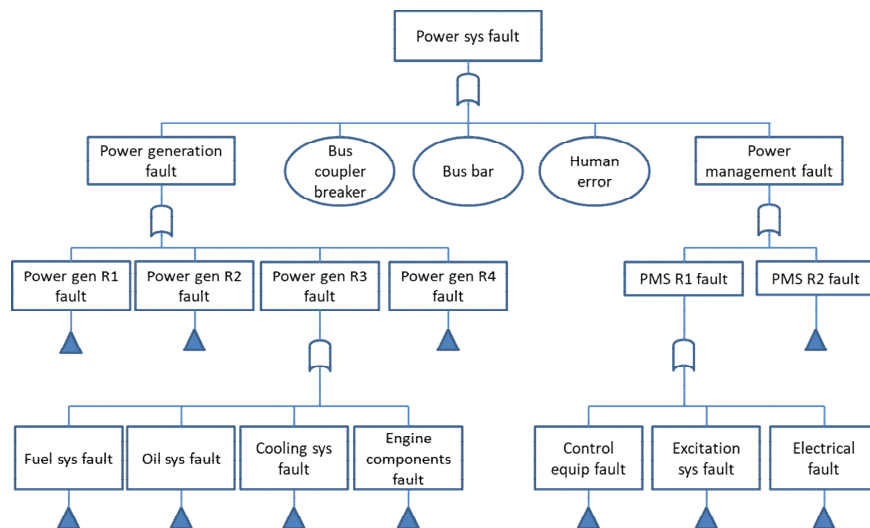 Power sys fault
Power generation
fault
Bus
coupler
breaker
Bus bar
Human
error
Power
management fault
Power gen R1
fault
Power gen R2
fault
Power gen R3
fault
Power gen R4
fault
PMS R1 fault
PMS R2 fault
Fuel sys fault
Oil sys fault
Cooling sys
fault
Engine
components
fault
Control
equip fault
Excitation
sys fault
Electrical
fault